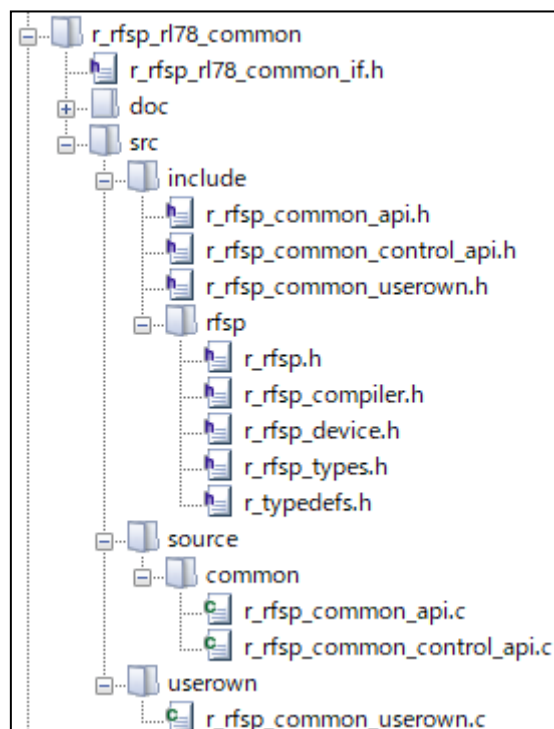 r_rfsp_rl78_common
r_rfsp_rl78_common_if.h
doc
src
include
r_rfsp_common_api.h
r_rfsp_common_control_api.h
r_rfsp_common_userown.h
rfsp
r_rfsp.h
r_rfsp_compiler.h
r_rfsp_device.h
r_rfsp_types.h
r_typedefs.h
source
common
r_rfsp_common_api.c
r_rfsp_common_control_api.c
userown
r_rfsp_common_userown.c